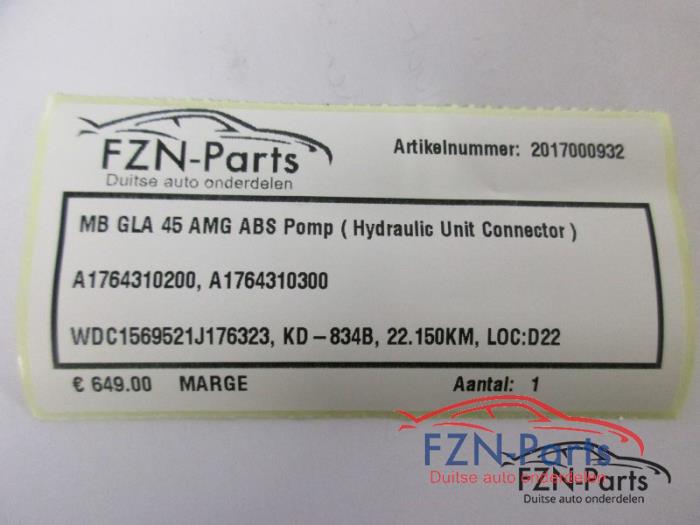 FZN-Parts
Duitse auto onderdelen
Artikelnummer: 2017000932
MB GLA 45 AMG ABS Pomp ( Hydraulic Unit Connector )
A1764310200, A1764310300
WDC1569521J176323, KD-834B, 22.150KM, LOC:D22
€ 649.00 MARGE Aantal: 1
FZN-Parts
Duitse auto onderdelen
FZN-Parts
Duitse auto onderdelen